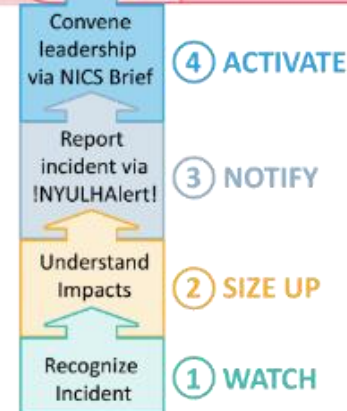 Convene
leadership
via NICS Brief
4 ACTIVATE
Report
incident via
!NYULHAlert!
3 NOTIFY
Understand
Impacts
2 SIZE UP
Recognize
Incident
1 WATCH